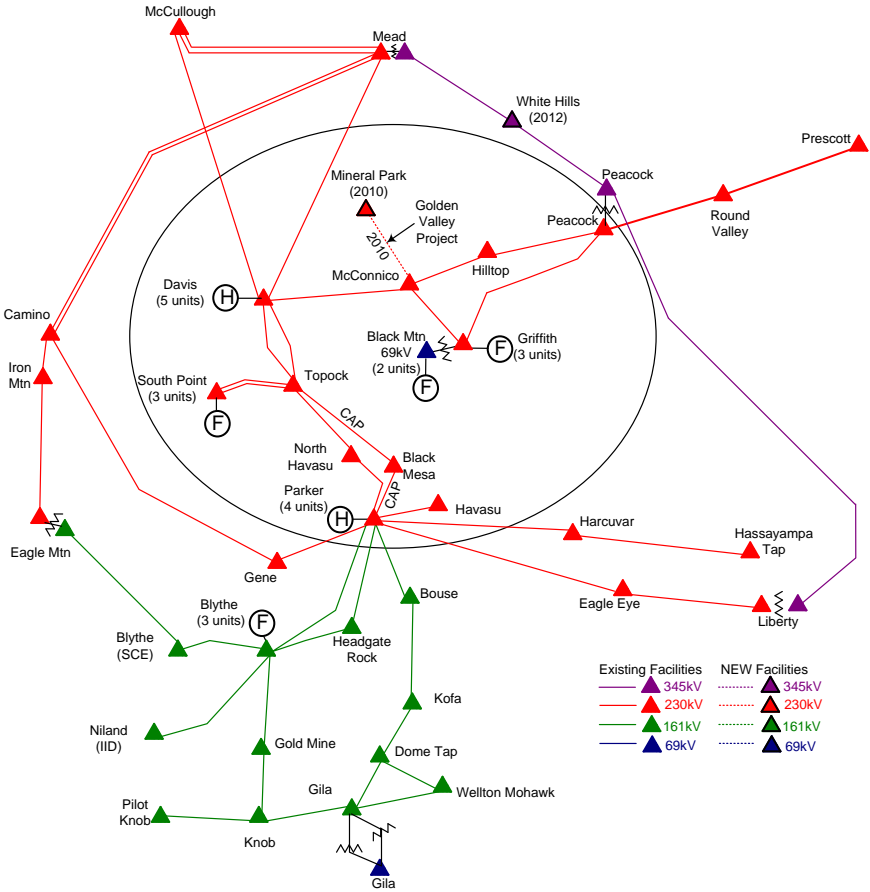 McCullough
Mead
White Hills
(2012)
Prescott
Peacock
Mineral Park
(2010)
Golden
Valley
Project
2010
Peacock
Round
Valley
Hilltop
McConnico
Davis
(5 units)
H
Camino
Iron
Mtn
Black Mtn
69kV
(2 units)
F
Griffith
(3 units)
F
South Point
(3 units)
F
Topock
CAP
North
Havasu
Black
Mesa
CAP
Parker
(4 units)
H
Havasu
Harcuvar
Hassayampa
Tap
Eagle Mtn
Gene
Eagle Eye
Liberty
Bouse
Blythe
(3 units)
F
Blythe
(SCE)
Headgate
Rock
Niland
(IID)
Gold Mine
Kofa
Dome Tap
Wellton Mohawk
Gila
Pilot
Knob
Knob
Gila
Existing Facilities
NEW Facilities
345kV
345kV
230kV
230kV
161kV
161kV
69kV
69kV